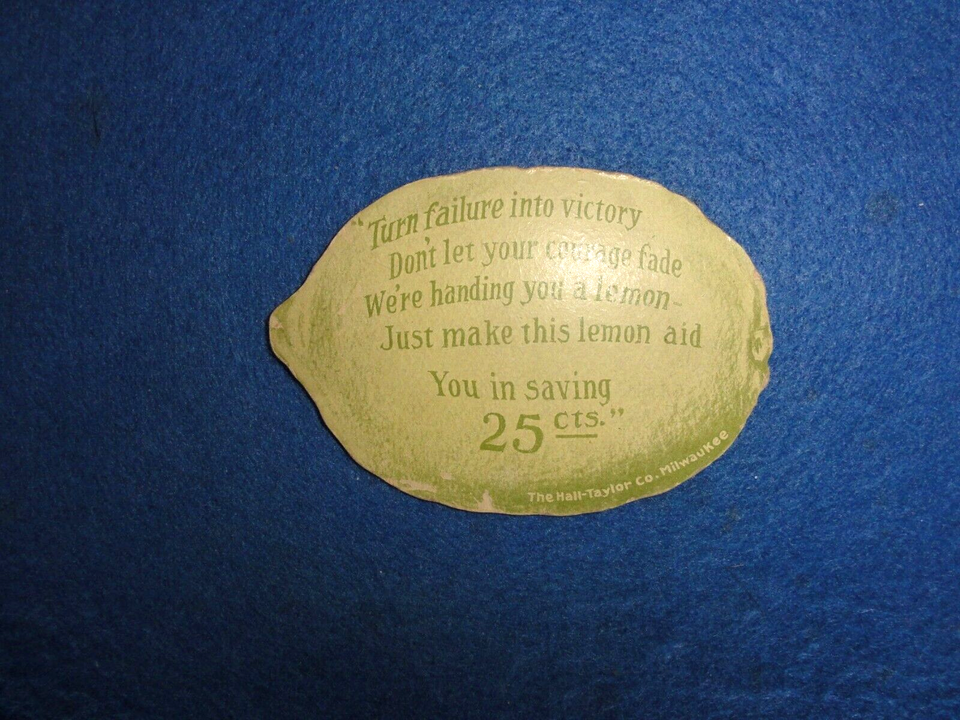 "Turn failure into victory
Don't let your courage fade
We're handing you a lemon-
Just make this lemon aid
You in saving
25 cts."
The Hall-Taylor Co. Milwaukee